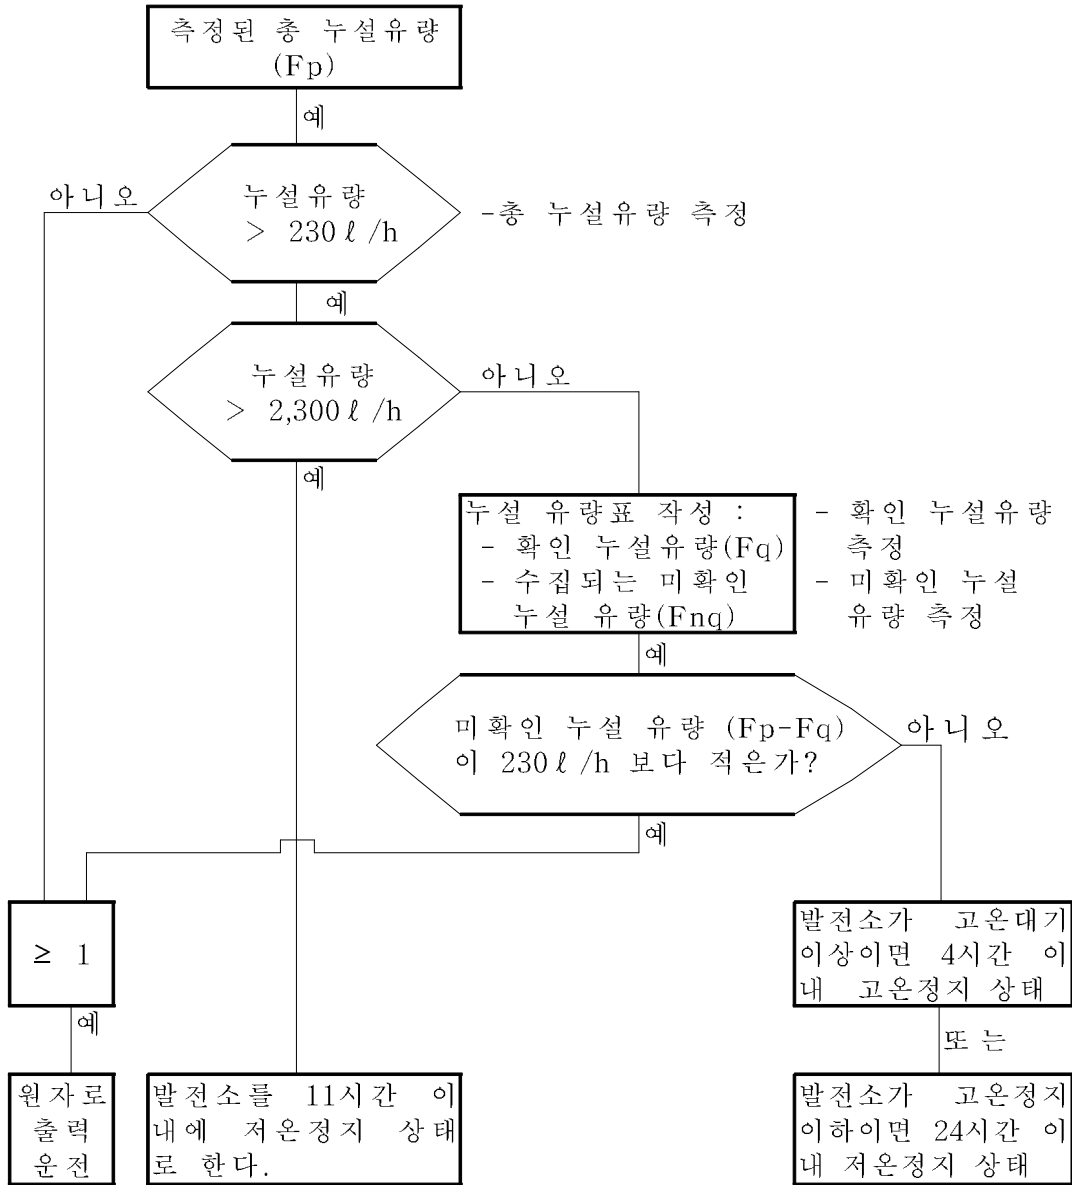 측정된 총 누설유량
(Fp)
예
누설유량
> 230ℓ/h
아니오
-총 누설유량 측정
예
누설유량
> 2,300ℓ/h
아니오
예
누설 유량표 작성 :
- 확인 누설유량(Fq)
- 수집되는 미확인
누설 유량(Fnq)
- 확인 누설유량
측정
- 미확인 누설
유량 측정
예
미확인 누설 유량 (Fp-Fq)
이 230ℓ/h 보다 적은가?
아니오
예
≥ 1
예
원자로
출력
운전
발전소를 11시간 이
내에 저온정지 상태
로 한다.
발전소가 고온대기
이상이면 4시간 이
내 고온정지 상태
또는
발전소가 고온정지
이하이면 24시간 이
내 저온정지 상태